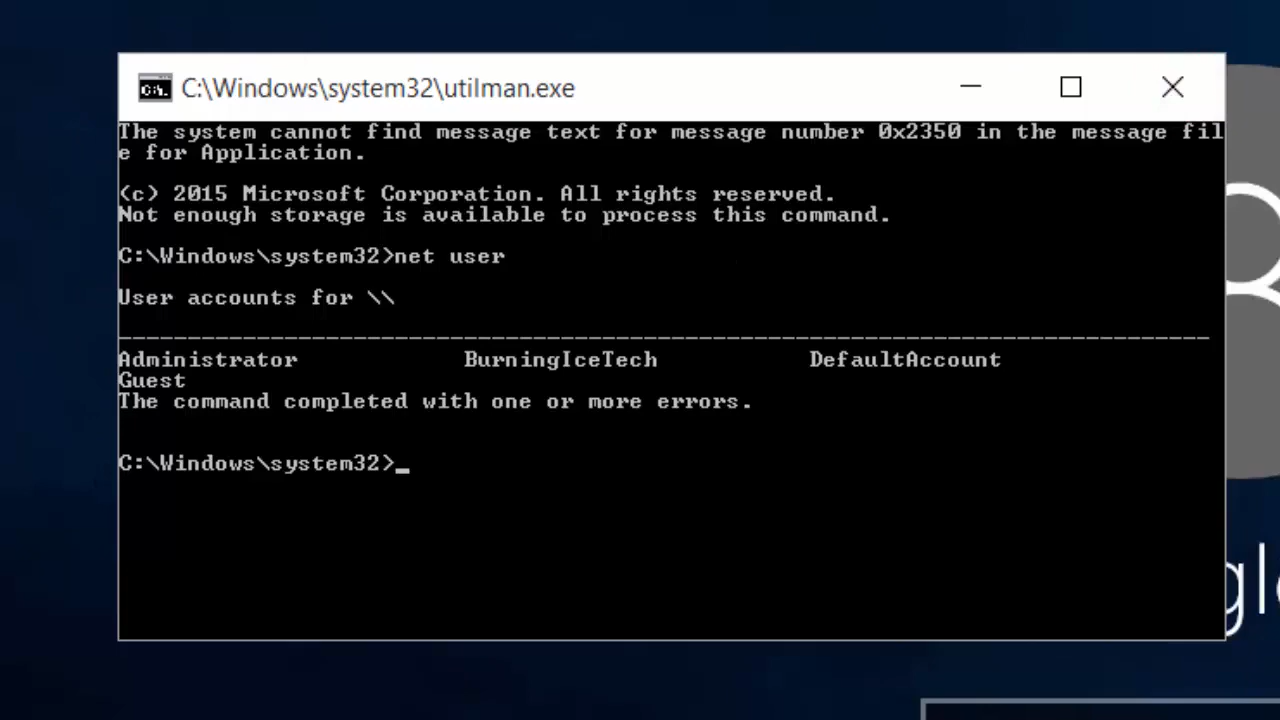 C:\Windows\system32\utilman.exe
The system cannot find message text for message number 0x2350 in the message fil
e for Application.
(c) 2015 Microsoft Corporation. All rights reserved.
Not enough storage is available to process this command.
C:\Windows\system32>net user
User accounts for \\
-------------------------------------------------------------------------------
Administrator BurningIceTech DefaultAccount
Guest
The command completed with one or more errors.
C:\Windows\system32>_